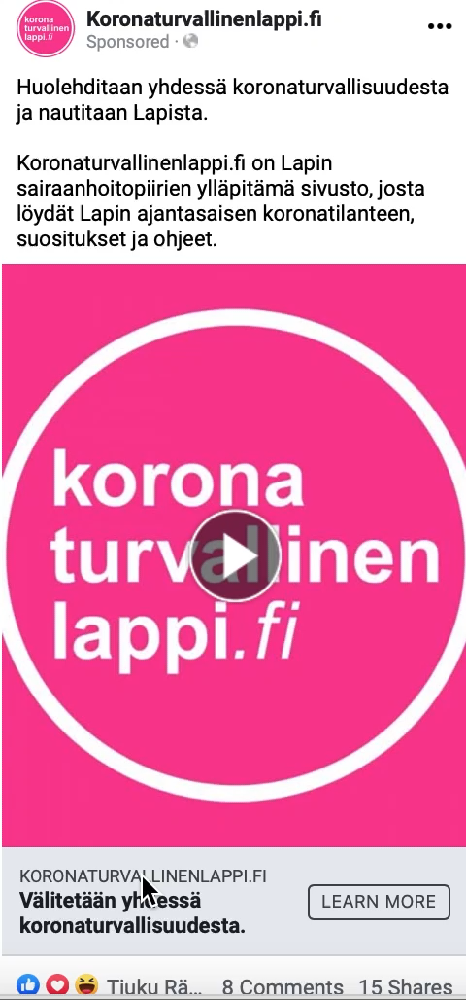 korona
turvallinen
lappi.fi
Koronaturvallinenlappi.fi
Sponsored ·
Huolehditaan yhdessä koronaturvallisuudesta
ja nautitaan Lapista.
Koronaturvallinenlappi.fi on Lapin
sairaanhoitopiirien ylläpitämä sivusto, josta
löydät Lapin ajantasaisen koronatilanteen,
suositukset ja ohjeet.
korona
turvallinen
lappi.fi
KORONATURVALLINENLAPPI.FI
Välitetään yhdessä
koronaturvallisuudesta.
LEARN MORE
Tiuku Rä... 8 Comments 15 Shares